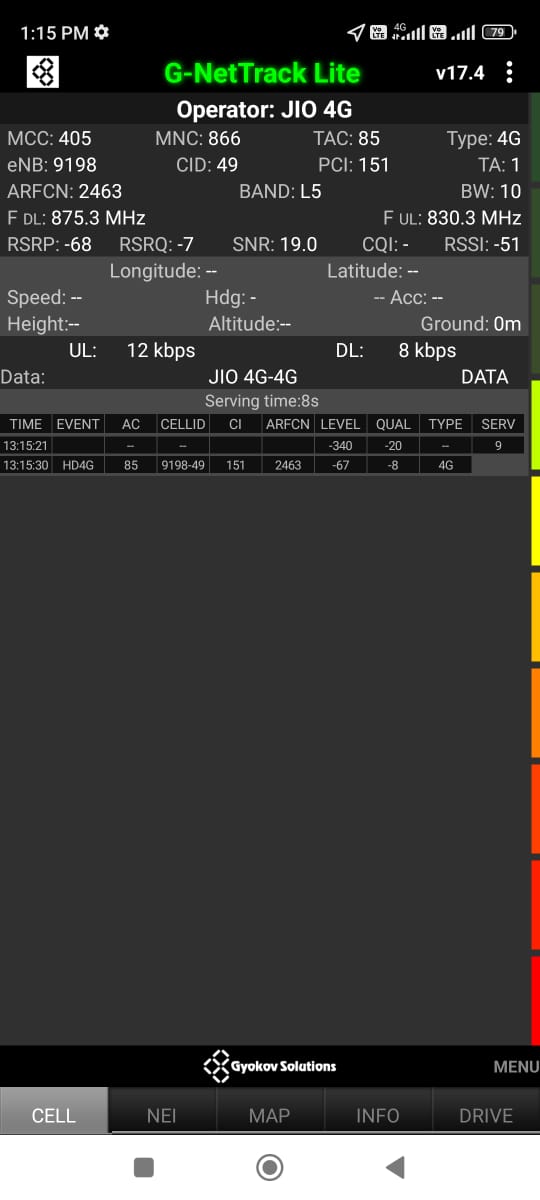 1:15 PM 4G Vo LTE Vo LTE 79
G-NetTrack Lite v17.4
Operator: JIO 4G
MCC: 405 MNC: 866 TAC: 85 Type: 4G
eNB: 9198 CID: 49 PCI: 151 TA: 1
ARFCN: 2463 BAND: L5 BW: 10
F DL: 875.3 MHz F UL: 830.3 MHz
RSRP: -68 RSRQ: -7 SNR: 19.0 CQI: - RSSI: -51
Longitude: -- Latitude: --
Speed: -- Hdg: - -- Acc: --
Height:-- Altitude:-- Ground: 0m
UL: 12 kbps DL: 8 kbps
Data: JIO 4G-4G DATA
Serving time:8s
TIME EVENT AC CELLID CI ARFCN LEVEL QUAL TYPE SERV
13:15:21 -- -- -340 -20 -- 9
13:15:30 HD4G 85 9198-49 151 2463 -67 -8 4G
Gyokov Solutions MENU
CELL NEI MAP INFO DRIVE